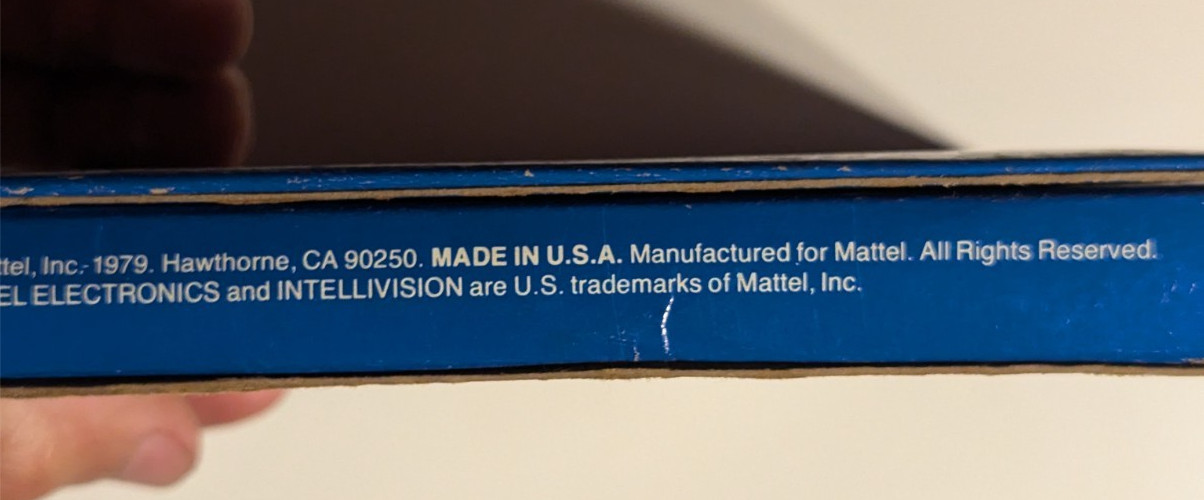 ttel, Inc. 1979. Hawthorne, CA 90250. MADE IN U.S.A. Manufactured for Mattel. All Rights Reserved.
EL ELECTRONICS and INTELLIVISION are U.S. trademarks of Mattel, Inc.